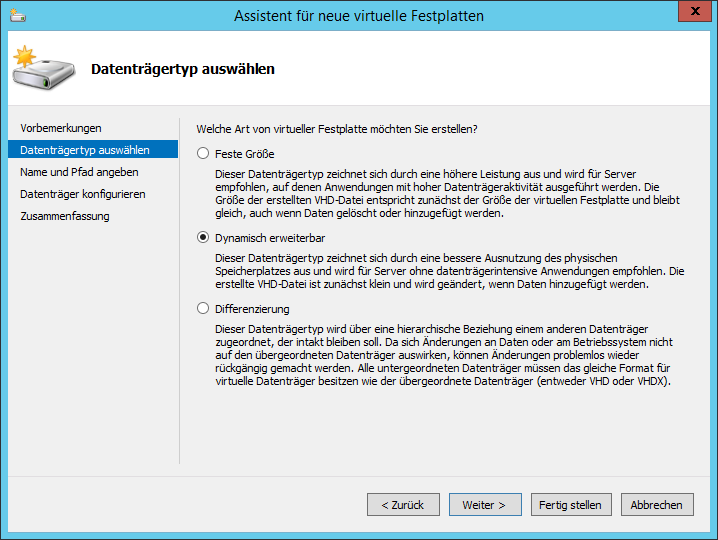 Assistent für neue virtuelle Festplatten
x
Datenträgertyp auswählen
Vorbemerkungen
Datenträgertyp auswählen
Name und Pfad angeben
Datenträger konfigurieren
Zusammenfassung
Welche Art von virtueller Festplatte möchten Sie erstellen?
Feste Größe
Dieser Datenträgertyp zeichnet sich durch eine höhere Leistung aus und wird für Server
empfohlen, auf denen Anwendungen mit hoher Datenträgeraktivität ausgeführt werden. Die
Größe der erstellten VHD-Datei entspricht zunächst der Größe der virtuellen Festplatte und bleibt
gleich, auch wenn Daten gelöscht oder hinzugefügt werden.
Dynamisch erweiterbar
Dieser Datenträgertyp zeichnet sich durch eine bessere Ausnutzung des physischen
Speicherplatzes aus und wird für Server ohne datenträgerintensive Anwendungen empfohlen. Die
erstellte VHD-Datei ist zunächst klein und wird geändert, wenn Daten hinzugefügt werden.
Differenzierung
Dieser Datenträgertyp wird über eine hierarchische Beziehung einem anderen Datenträger
zugeordnet, der intakt bleiben soll. Da sich Änderungen an Daten oder am Betriebssystem nicht
auf den übergeordneten Datenträger auswirken, können Änderungen problemlos wieder
rückgängig gemacht werden. Alle untergeordneten Datenträger müssen das gleiche Format für
virtuelle Datenträger besitzen wie der übergeordnete Datenträger (entweder VHD oder VHDX).
< Zurück
Weiter >
Fertig stellen
Abbrechen